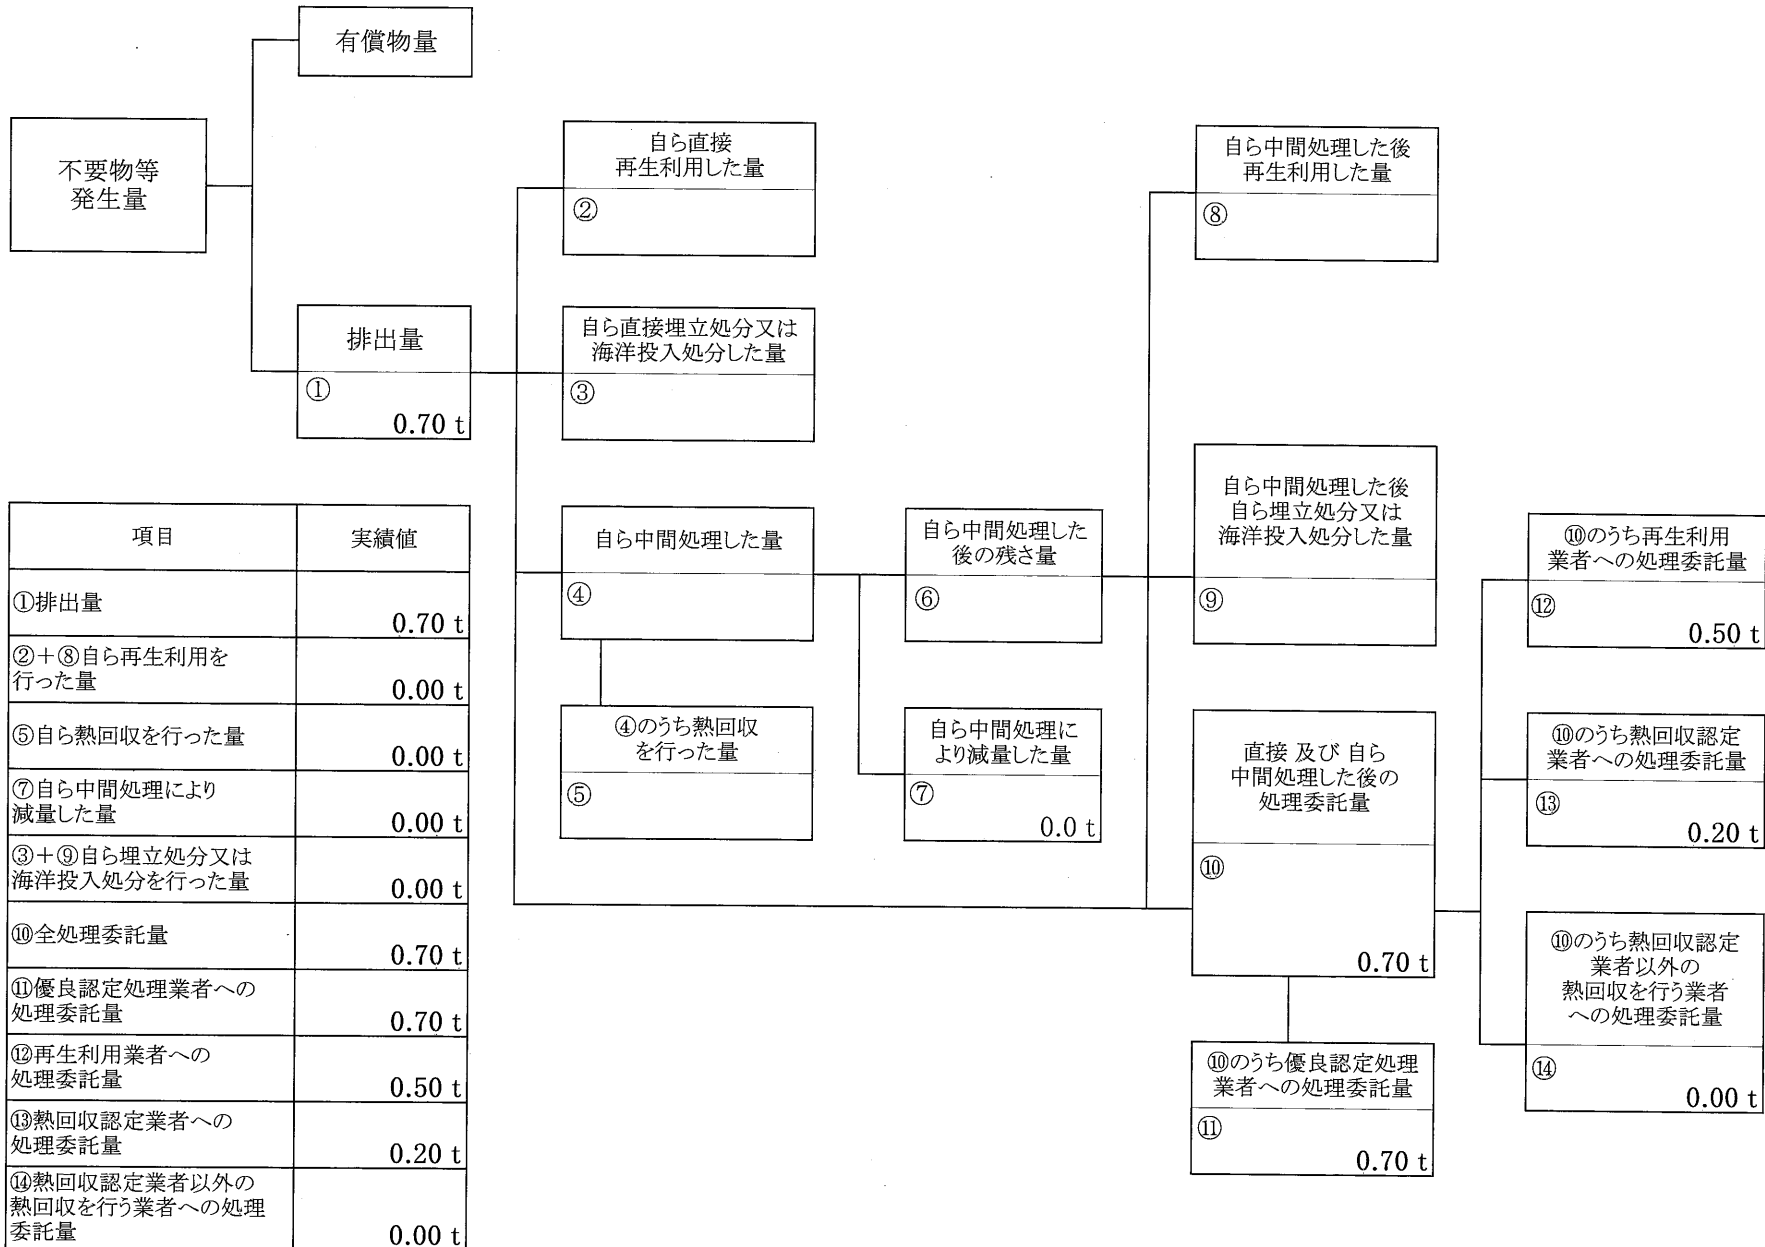 有償物量
不要物等
発生量
排出量
①
0.70 t
自ら直接
再生利用した量
②
自ら直接埋立処分又は
海洋投入処分した量
③
自ら中間処理した量
④
④のうち熱回収
を行った量
⑤
自ら中間処理した
後の残さ量
⑥
自ら中間処理に
より減量した量
⑦
0.0 t
自ら中間処理した後
再生利用した量
⑧
自ら中間処理した後
自ら埋立処分又は
海洋投入処分した量
⑨
直接 及び 自ら
中間処理した後の
処理委託量
⑩
0.70 t
⑩のうち優良認定処理
業者への処理委託量
⑪
0.70 t
⑩のうち再生利用
業者への処理委託量
⑫
0.50 t
⑩のうち熱回収認定
業者への処理委託量
⑬
0.20 t
⑩のうち熱回収認定
業者以外の
熱回収を行う業者
への処理委託量
⑭
0.00 t
項目 実績値
①排出量
0.70 t
②+⑧自ら再生利用を
行った量
0.00 t
⑤自ら熱回収を行った量
0.00 t
⑦自ら中間処理により
減量した量
0.00 t
③+⑨自ら埋立処分又は
海洋投入処分を行った量
0.00 t
⑩全処理委託量
0.70 t
⑪優良認定処理業者への
処理委託量
0.70 t
⑫再生利用業者への
処理委託量
0.50 t
⑬熱回収認定業者への
処理委託量
0.20 t
⑭熱回収認定業者以外の
熱回収を行う業者への処理
委託量
0.00 t